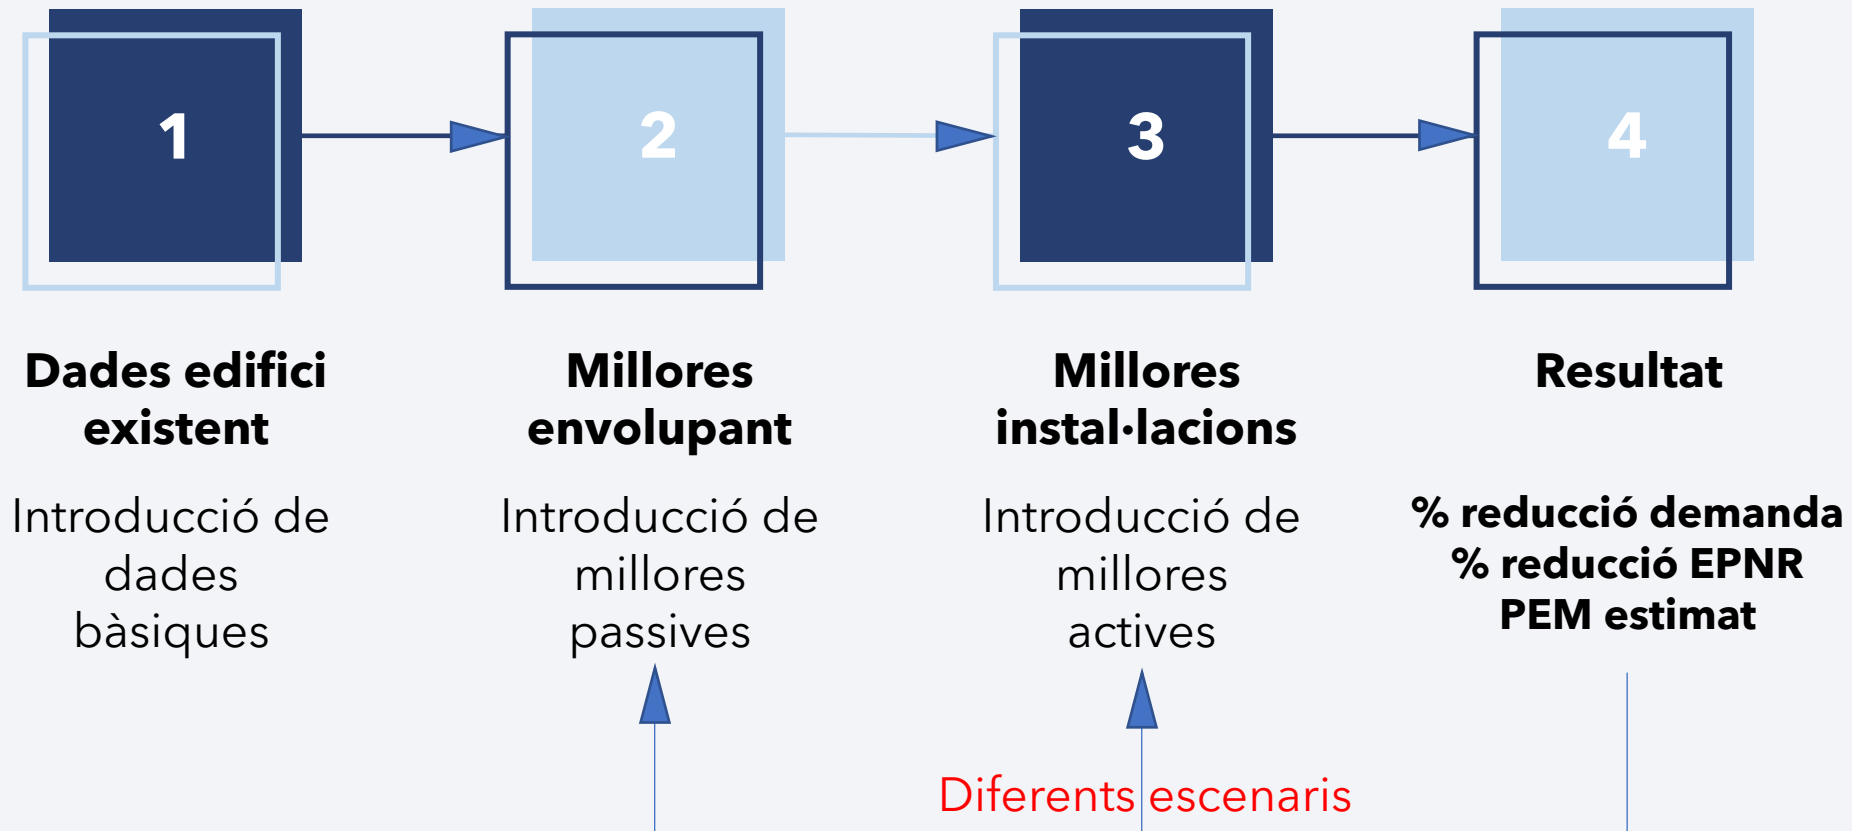 1
2
3
4
Dades edifici
existent
Introducció de
dades
bàsiques
Millores
envolupant
Introducció de
millores
passives
Millores
instal·lacions
Introducció de
millores
actives
Resultat
% reducció demanda
% reducció EPNR
PEM estimat
Diferents escenaris